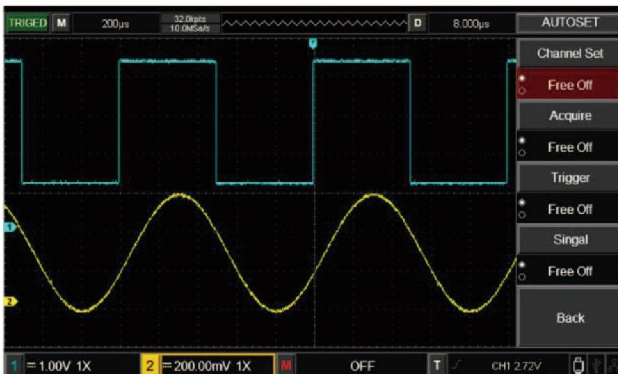 TRIGED M 200μs 32.0kpts D 8.000μs AUTOSET
10.0MSa/s
T
Channel Set
Free Off
Acquire
Free Off
Trigger
Free Off
1
Singal
Free Off
2
Back
1 = 1.00V 1X 2 = 200.00mV 1X M OFF T CH1 2.72V